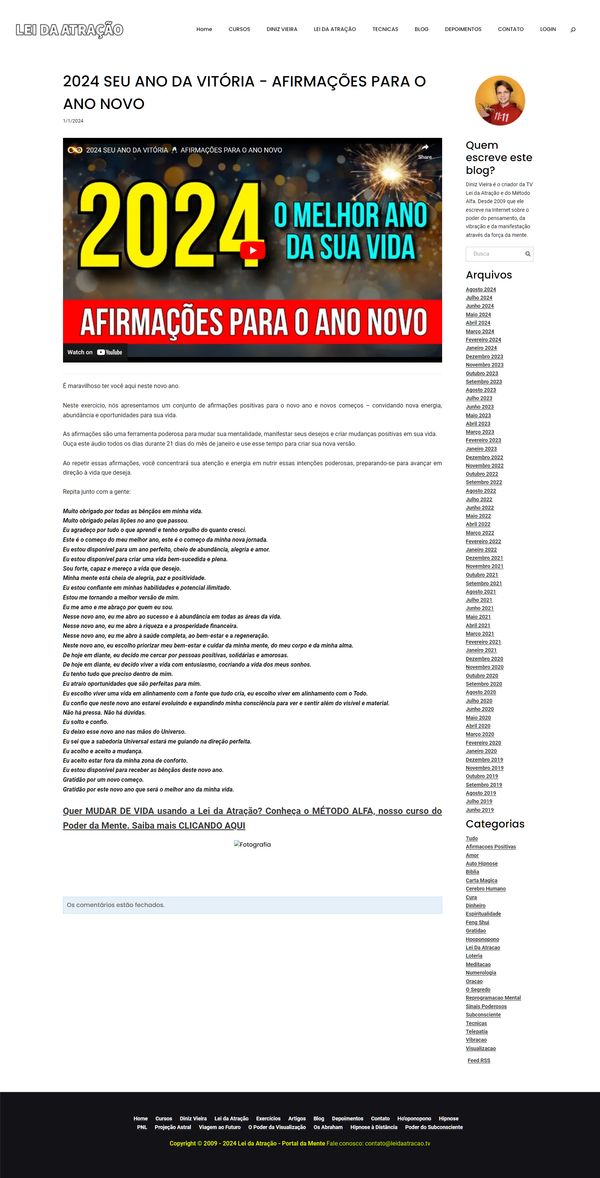 LEI DA ATRAÇÃO
Home CURSOS DINIZ VIEIRA LEI DA ATRAÇÃO TECNICAS BLOG DEPOIMENTOS CONTATO LOGIN
2024 SEU ANO DA VITÓRIA - AFIRMAÇÕES PARA O
ANO NOVO
1/1/2024
2024 SEU ANO DA VITÓRIA AFIRMAÇÕES PARA O ANO NOVO
Share
2024
O MELHOR ANO
DA SUA VIDA
AFIRMAÇÕES PARA O ANO NOVO
Watch on YouTube
É maravilhoso ter você aqui neste novo ano.
Neste exercício, nós apresentamos um conjunto de afirmações positivas para o novo ano e novos começos – convidando nova energia,
abundância e oportunidades para sua vida.
As afirmações são uma ferramenta poderosa para mudar sua mentalidade, manifestar seus desejos e criar mudanças positivas em sua vida.
Ouça este áudio todos os dias durante 21 dias do mês de janeiro e use esse tempo para criar sua nova versão.
Ao repetir essas afirmações, você concentrará sua atenção e energia em nutrir essas intenções poderosas, preparando-se para avançar em
direção à vida que deseja.
Repita junto com a gente:
Muito obrigado por todas as bênçãos em minha vida.
Muito obrigado pelas lições no ano que passou.
Eu agradeço por tudo o que aprendi e tenho orgulho do quanto cresci.
Este é o começo do meu melhor ano, este é o começo da minha nova jornada.
Eu estou disponível para um ano perfeito, cheio de abundância, alegria e amor.
Eu estou disponível para criar uma vida bem-sucedida e plena.
Sou forte, capaz e mereço a vida que desejo.
Minha mente está cheia de alegria, paz e positividade.
Eu estou confiante em minhas habilidades e potencial ilimitado.
Estou me tornando a melhor versão de mim.
Eu me amo e me abraço por quem eu sou.
Nesse novo ano, eu me abro ao sucesso e à abundância em todas as áreas da vida.
Nesse novo ano, eu me abro à riqueza e a prosperidade financeira.
Nesse novo ano, eu me abro à saúde completa, ao bem-estar e a regeneração.
Neste novo ano, eu escolho priorizar meu bem-estar e cuidar da minha mente, do meu corpo e da minha alma.
De hoje em diante, eu decido me cercar por pessoas positivas, solidárias e amorosas.
De hoje em diante, eu decido viver a vida com entusiasmo, cocriando a vida dos meus sonhos.
Eu tenho tudo que preciso dentro de mim.
Eu atraio oportunidades que são perfeitas para mim.
Eu escolho viver uma vida em alinhamento com a fonte que tudo cria, eu escolho viver em alinhamento com o Todo.
Eu confio que neste novo ano estarei evoluindo e expandindo minha consciência para ver e sentir além do visível e material.
Não há pressa. Não há dúvidas.
Eu solto e confio.
Eu deixo esse novo ano nas mãos do Universo.
Eu sei que a sabedoria Universal estará me guiando na direção perfeita.
Eu acolho e aceito a mudança.
Eu aceito estar fora da minha zona de conforto.
Eu estou disponível para receber as bênçãos deste novo ano.
Gratidão por um novo começo.
Gratidão por este novo ano que será o melhor ano da minha vida.
Quer MUDAR DE VIDA usando a Lei da Atração? Conheça o MÉTODO ALFA, nosso curso do
Poder da Mente. Saiba mais CLICANDO AQUI
Fotografia
Os comentários estão fechados.
11:11
Quem
escreve este
blog?
Diniz Vieira é o criador da TV
Lei da Atração e do Método
Alfa. Desde 2009 que ele
escreve na Internet sobre o
poder do pensamento, da
vibração e da manifestação
através da força da mente.
Busca
Arquivos
Agosto 2024
Julho 2024
Junho 2024
Maio 2024
Abril 2024
Março 2024
Fevereiro 2024
Janeiro 2024
Dezembro 2023
Novembro 2023
Outubro 2023
Setembro 2023
Agosto 2023
Julho 2023
Junho 2023
Maio 2023
Abril 2023
Março 2023
Fevereiro 2023
Janeiro 2023
Dezembro 2022
Novembro 2022
Outubro 2022
Setembro 2022
Agosto 2022
Julho 2022
Junho 2022
Maio 2022
Abril 2022
Março 2022
Fevereiro 2022
Janeiro 2022
Dezembro 2021
Novembro 2021
Outubro 2021
Setembro 2021
Agosto 2021
Julho 2021
Junho 2021
Maio 2021
Abril 2021
Março 2021
Fevereiro 2021
Janeiro 2021
Dezembro 2020
Novembro 2020
Outubro 2020
Setembro 2020
Agosto 2020
Julho 2020
Junho 2020
Maio 2020
Abril 2020
Março 2020
Fevereiro 2020
Janeiro 2020
Dezembro 2019
Novembro 2019
Outubro 2019
Setembro 2019
Agosto 2019
Julho 2019
Junho 2019
Categorias
Tudo
Afirmacoes Positivas
Amor
Auto Hipnose
Biblia
Carta Magica
Cerebro Humano
Cura
Dinheiro
Espiritualidade
Feng Shui
Gratidao
Hooponopono
Lei Da Atracao
Loteria
Meditacao
Numerologia
Oracao
O Segredo
Reprogramacao Mental
Sinais Poderosos
Subconsciente
Tecnicas
Telepatia
Vibracao
Visualizacao
Feed RSS
Home Cursos Diniz Vieira Lei da Atração Exercícios Artigos Blog Depoimentos Contato Ho'oponopono Hipnose
PNL Projeção Astral Viagem ao Futuro O Poder da Visualização Os Abraham Hipnose à Distância Poder do Subconsciente
Copyright © 2009 - 2024 Lei da Atração - Portal da Mente Fale conosco: contato@leidaatracao.tv